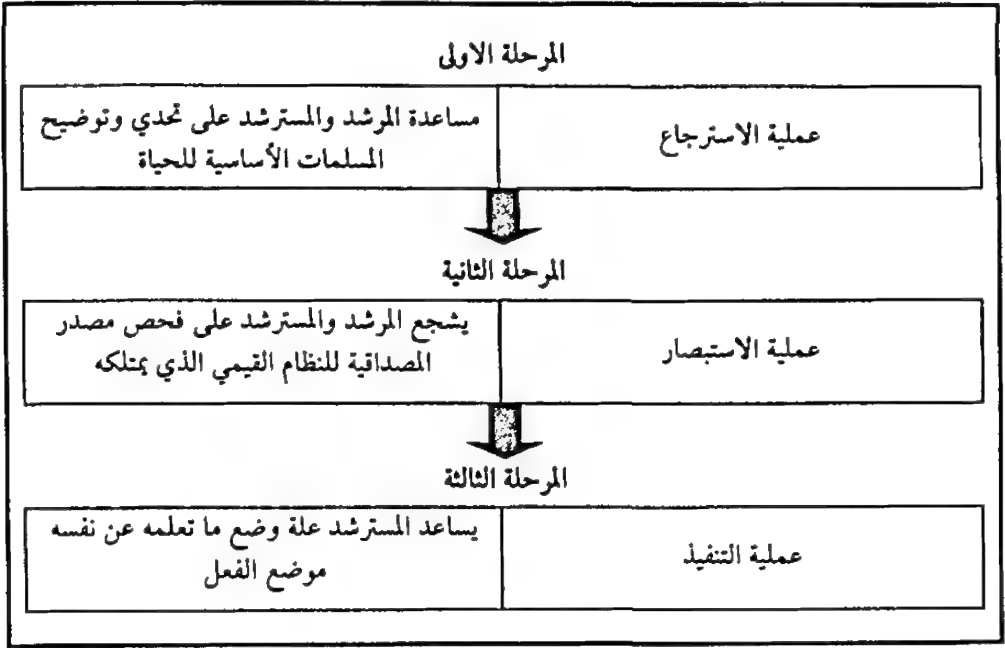 المرحلة الاولى
عملية الاسترجاع
مساعدة المرشد والمسترشد على تحدي وتوضيح
المسلمات الأساسية للحياة
المرحلة الثانية
عملية الاستبصار
يشجع المرشد والمسترشد على فحص مصدر
المصداقية للنظام القيمي الذي يمتلكه
المرحلة الثالثة
عملية التنفيذ
يساعد المسترشد علة وضع ما تعلمه عن نفسه
موضع الفعل